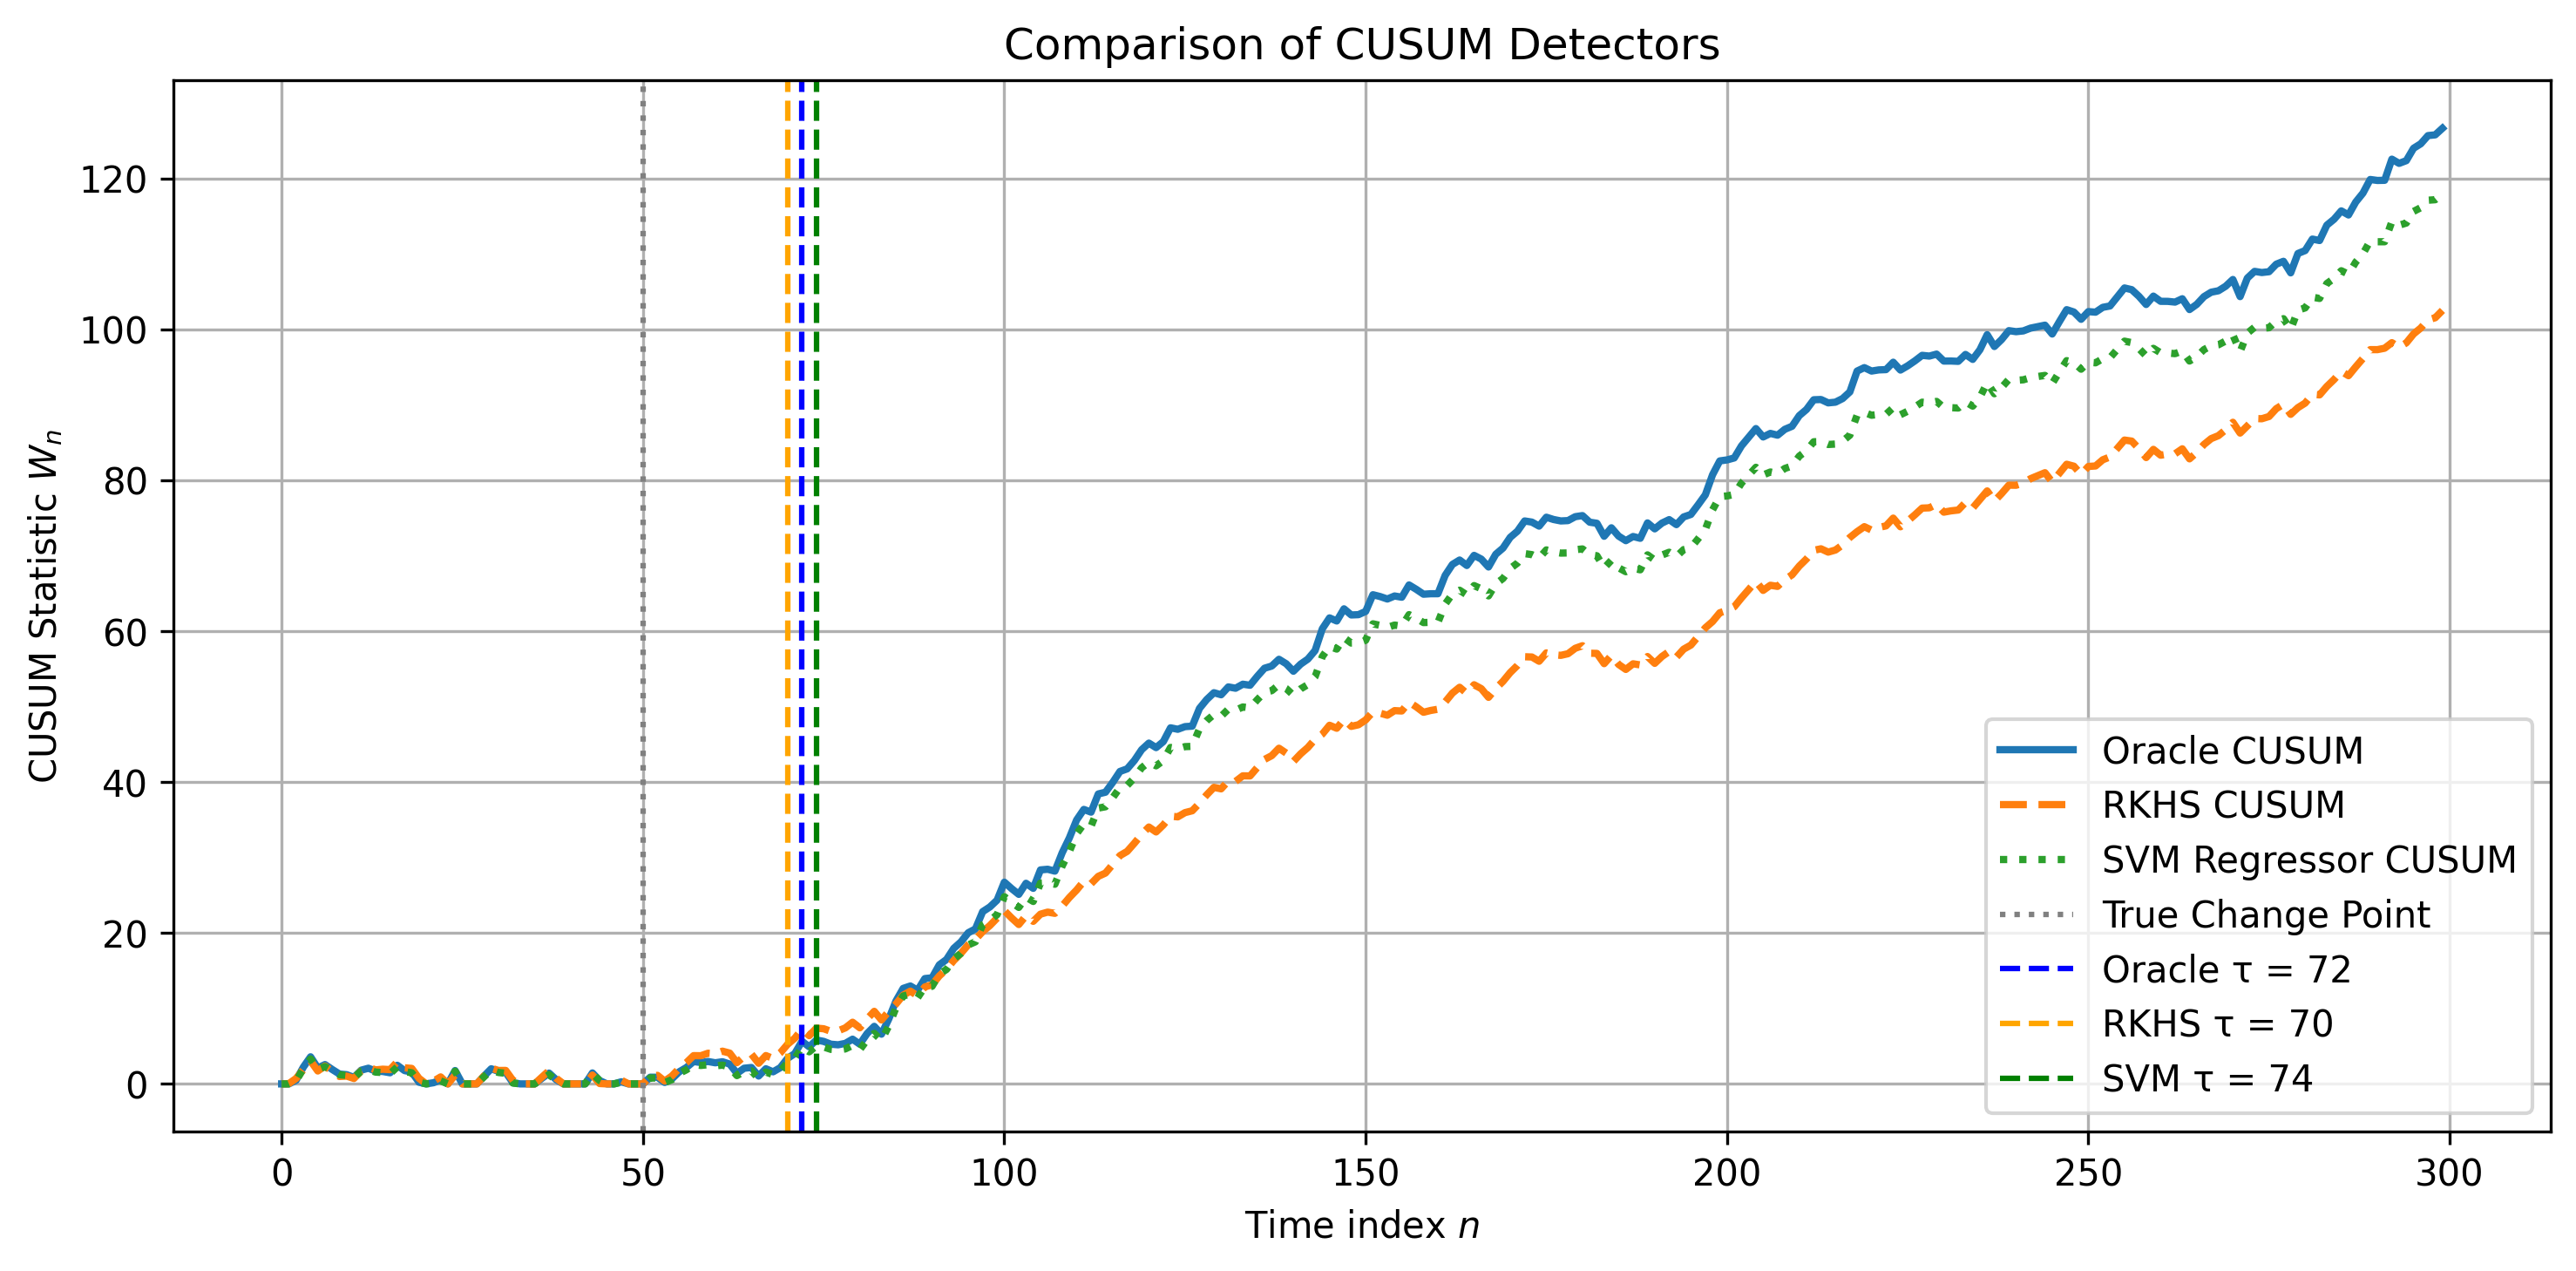 Comparison of CUSUM Detectors
CUSUM Statistic Wn
120
100
80
60
40
20
0
0 50 100 150 200 250 300
Time index n
Oracle CUSUM
RKHS CUSUM
SVM Regressor CUSUM
True Change Point
Oracle τ = 72
RKHS τ = 70
SVM τ = 74